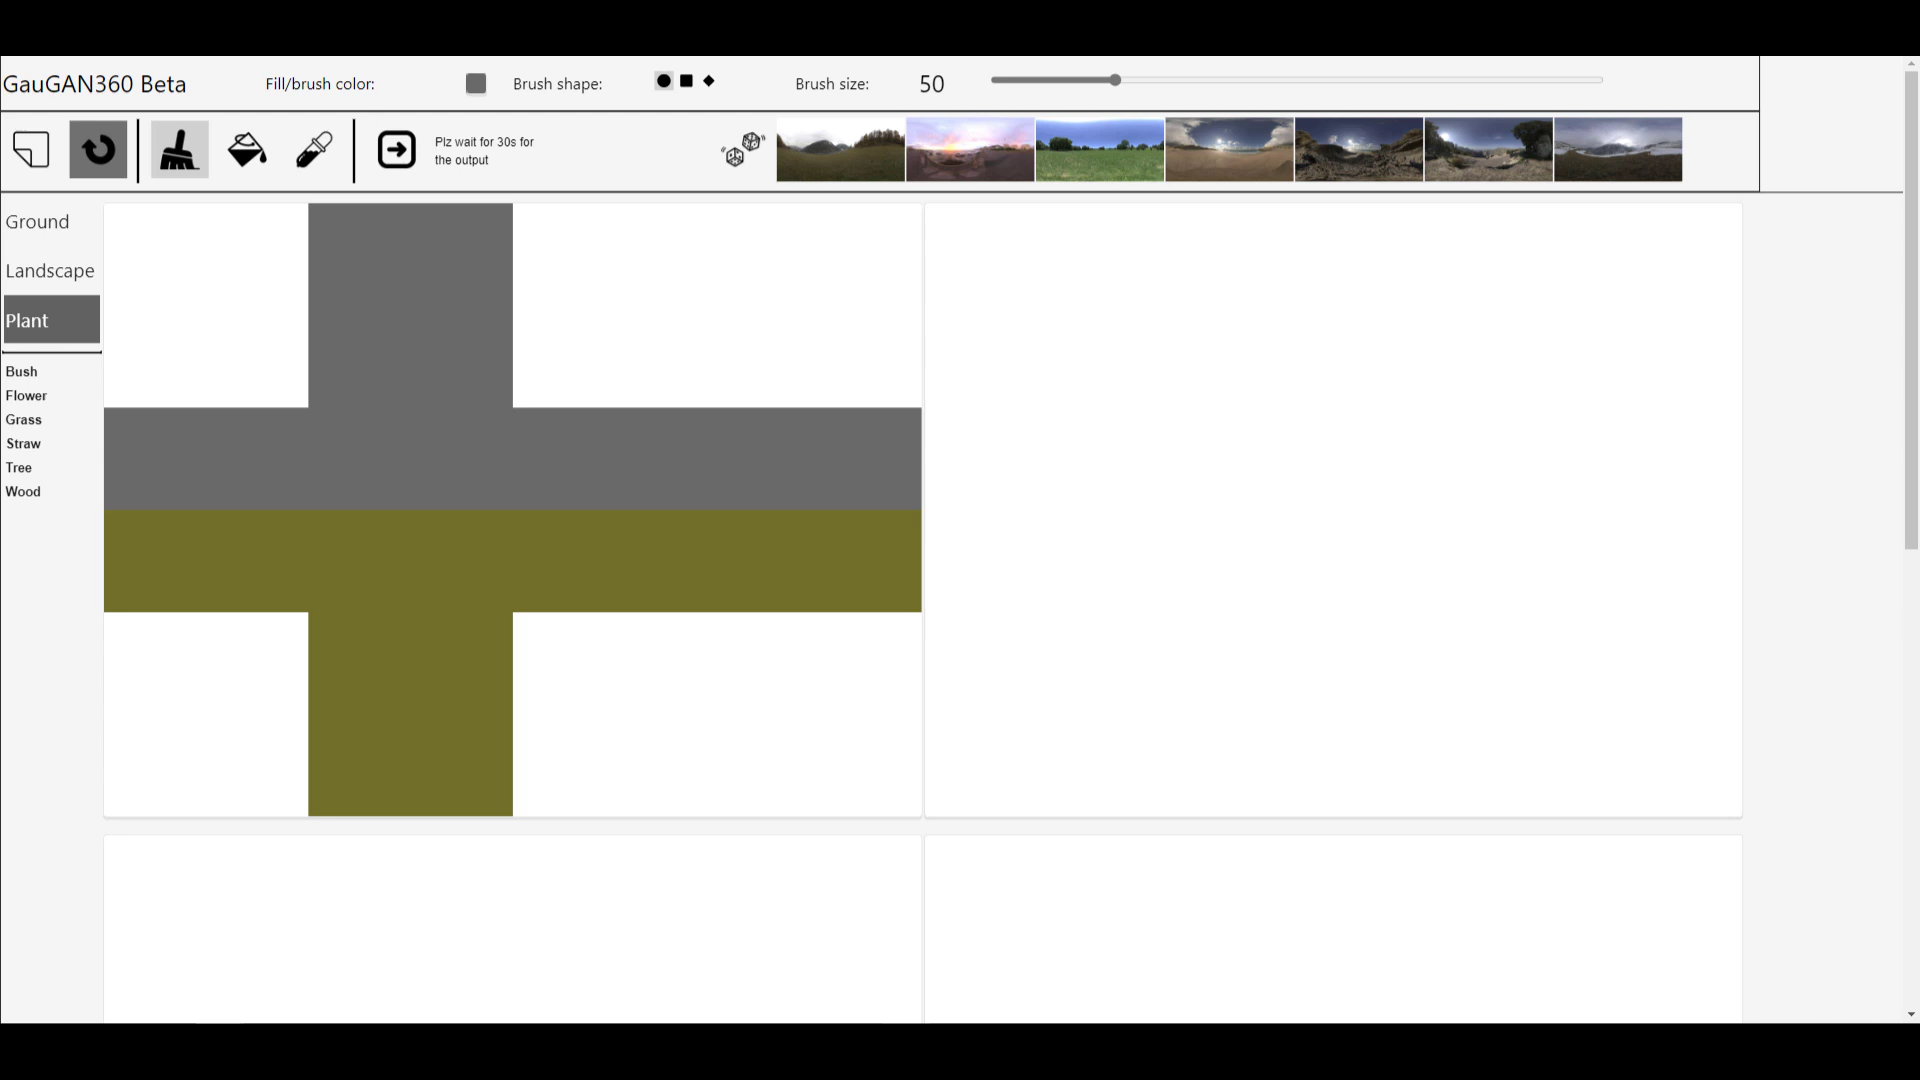 GauGAN360 Beta
Fill/brush color:
Brush shape:
Brush size:
50
Plz wait for 30s for
the output
Ground
Landscape
Plant
Bush
Flower
Grass
Straw
Tree
Wood